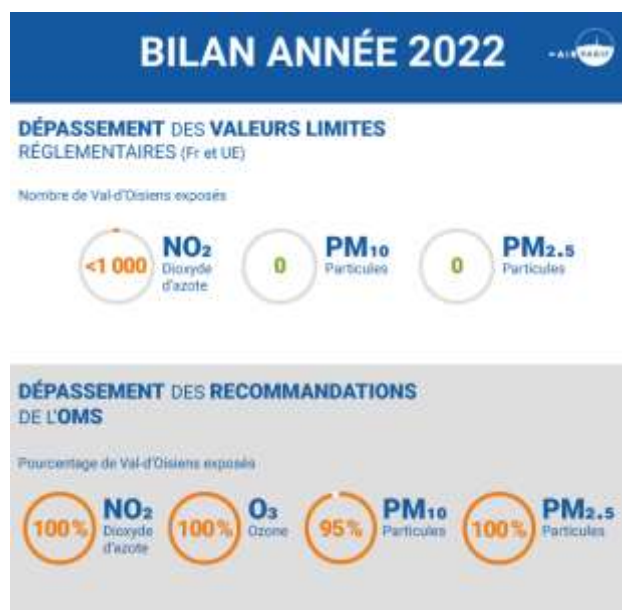 BILAN ANNÉE 2022
AIRPARIF
DÉPASSEMENT DES VALEURS LIMITES
RÉGLEMENTAIRES (Fr et UE)
Nombre de Val-d'Oisiens exposés
<1 000
NO₂
Dioxyde
d'azote
0
PM₁₀
Particules
0
PM₂.₅
Particules
DÉPASSEMENT DES RECOMMANDATIONS
DE L'OMS
Pourcentage de Val-d'Oisiens exposés
100%
NO₂
Dioxyde
d'azote
100%
O₃
Ozone
95%
PM₁₀
Particules
100%
PM₂.₅
Particules